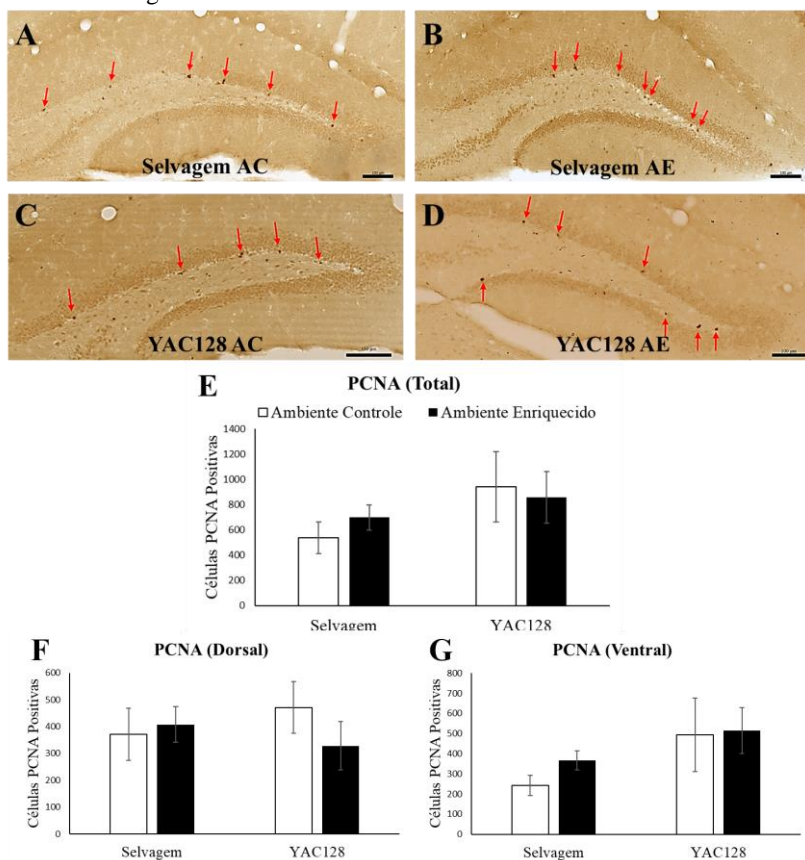 A
Selvagem AC
B
Selvagem AE
C
YAC128 AC
D
YAC128 AE
E
PCNA (Total)
Ambiente Controle Ambiente Enriquecido
Células PCNA Positivas
1400
1200
1000
800
600
400
200
0
Selvagem YAC128
F
PCNA (Dorsal)
Células PCNA Positivas
600
500
400
300
200
100
0
Selvagem YAC128
G
PCNA (Ventral)
Células PCNA Positivas
800
700
600
500
400
300
200
100
0
Selvagem YAC128